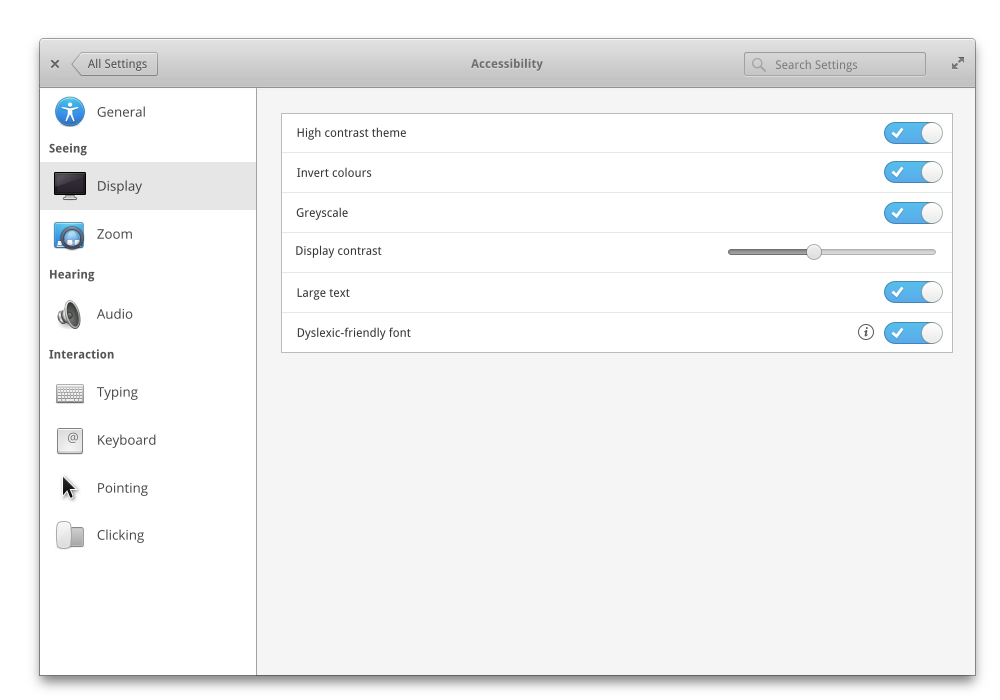 All Settings
Accessibility
Search Settings
General
Seeing
Display
Zoom
Hearing
Audio
Interaction
Typing
@
Keyboard
Pointing
Clicking
High contrast theme
Invert colours
Greyscale
Display contrast
Large text
Dyslexic-friendly font
i